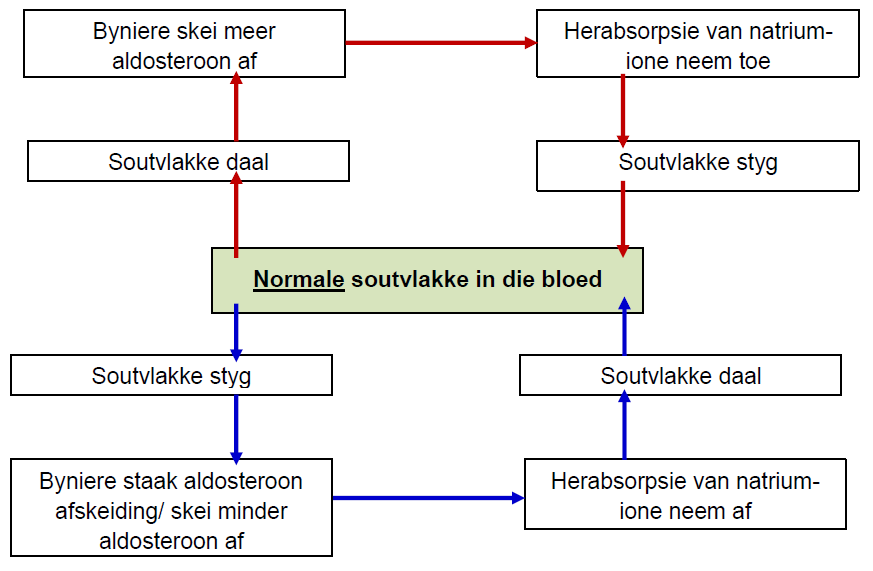 Byniere skei meer
aldosteroon af
Herabsorpsie van natrium-
ione neem toe
Soutvlakke daal
Soutvlakke styg
Normale soutvlakke in die bloed
Soutvlakke styg
Soutvlakke daal
Byniere staak aldosteroon
afskeiding/ skei minder
aldosteroon af
Herabsorpsie van natrium-
ione neem af